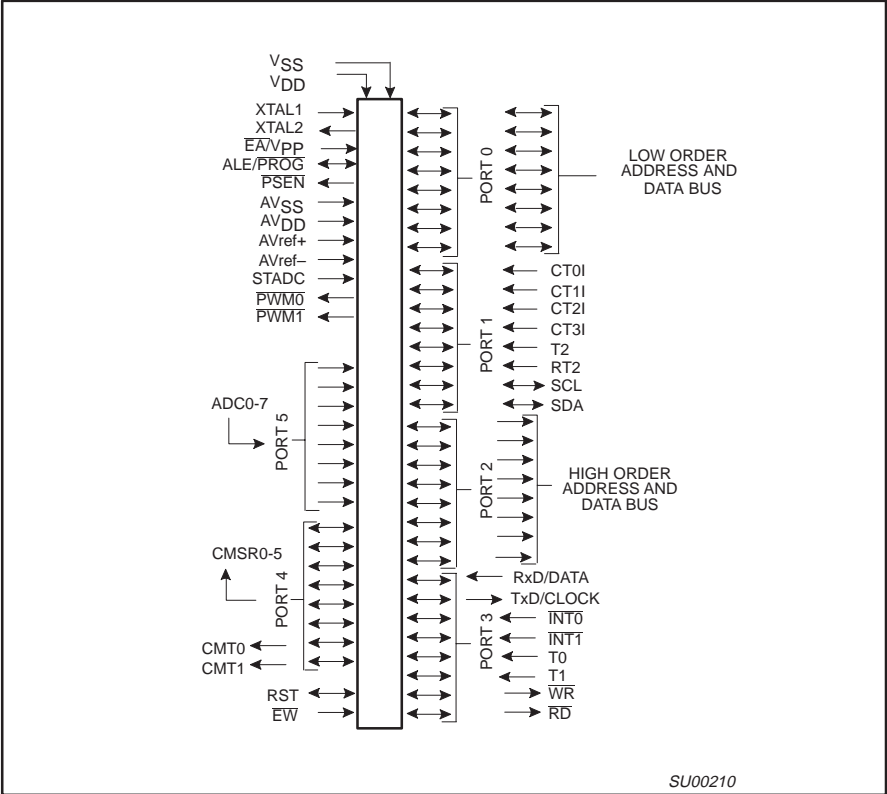 VSS
VDD
XTAL1
XTAL2
EA/VPP
ALE/PROG
PSEN
AVSS
AVDD
AVref+
AVref–
STADC
PWM0
PWM1
ADC0-7
PORT 5
CMSR0-5
PORT 4
CMT0
CMT1
RST
EW
PORT 0
LOW ORDER
ADDRESS AND
DATA BUS
PORT 1
CT0I
CT1I
CT2I
CT3I
T2
RT2
SCL
SDA
PORT 2
HIGH ORDER
ADDRESS AND
DATA BUS
PORT 3
RxD/DATA
TxD/CLOCK
INT0
INT1
T0
T1
WR
RD
SU00210